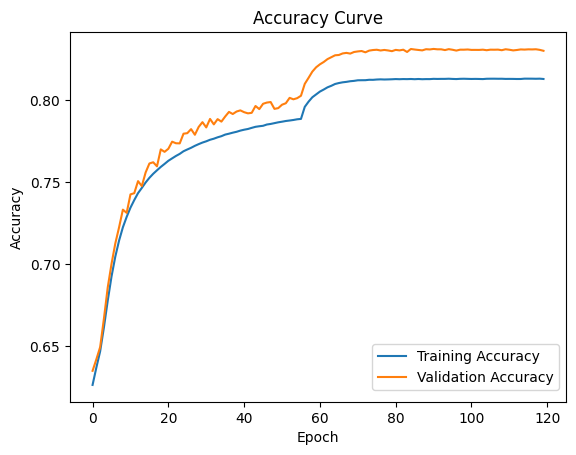 Accuracy Curve
Accuracy
0.80
0.75
0.70
0.65
0 20 40 60 80 100 120
Epoch
Training Accuracy
Validation Accuracy